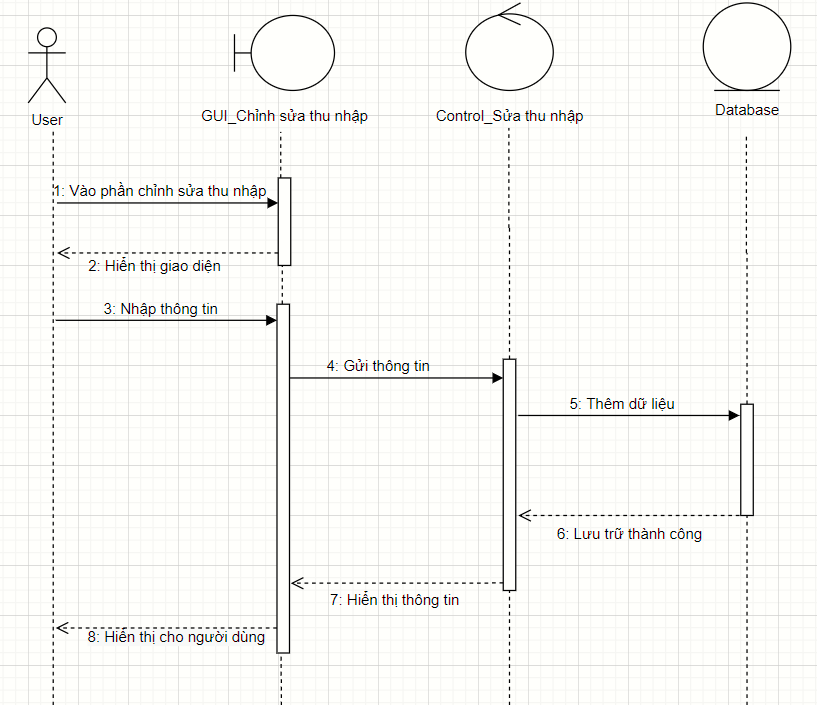 User
GUI_Chỉnh sửa thu nhập
Control_Sửa thu nhập
Database
1: Vào phần chỉnh sửa thu nhập
2: Hiển thị giao diện
3: Nhập thông tin
4: Gửi thông tin
5: Thêm dữ liệu
6: Lưu trữ thành công
7: Hiển thị thông tin
8: Hiển thị cho người dùng